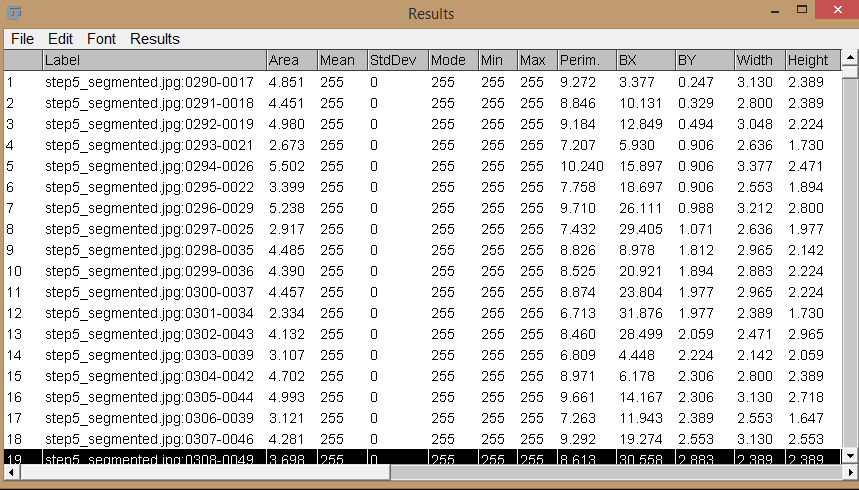 Results
File Edit Font Results
Label Area Mean StdDev Mode Min Max Perim. BX BY Width Height
1 step5_segmented.jpg:0290-0017 4.851 255 0 255 255 255 9.272 3.377 0.247 3.130 2.389
2 step5_segmented.jpg:0291-0018 4.451 255 0 255 255 255 8.846 10.131 0.329 2.800 2.389
3 step5_segmented.jpg:0292-0019 4.980 255 0 255 255 255 9.184 12.849 0.494 3.048 2.224
4 step5_segmented.jpg:0293-0021 2.673 255 0 255 255 255 7.207 5.930 0.906 2.636 1.730
5 step5_segmented.jpg:0294-0026 5.502 255 0 255 255 255 10.240 15.897 0.906 3.377 2.471
6 step5_segmented.jpg:0295-0022 3.399 255 0 255 255 255 7.758 18.697 0.906 2.553 1.894
7 step5_segmented.jpg:0296-0029 5.238 255 0 255 255 255 9.710 26.111 0.988 3.212 2.800
8 step5_segmented.jpg:0297-0025 2.917 255 0 255 255 255 7.432 29.405 1.071 2.636 1.977
9 step5_segmented.jpg:0298-0035 4.485 255 0 255 255 255 8.826 8.978 1.812 2.965 2.142
10 step5_segmented.jpg:0299-0036 4.390 255 0 255 255 255 8.525 20.921 1.894 2.883 2.224
11 step5_segmented.jpg:0300-0037 4.457 255 0 255 255 255 8.874 23.804 1.977 2.965 2.224
12 step5_segmented.jpg:0301-0034 2.334 255 0 255 255 255 6.713 31.876 1.977 2.389 1.730
13 step5_segmented.jpg:0302-0043 4.132 255 0 255 255 255 8.460 28.499 2.059 2.471 2.965
14 step5_segmented.jpg:0303-0039 3.107 255 0 255 255 255 6.809 4.448 2.224 2.142 2.059
15 step5_segmented.jpg:0304-0042 4.702 255 0 255 255 255 8.971 6.178 2.306 2.800 2.389
16 step5_segmented.jpg:0305-0044 4.993 255 0 255 255 255 9.661 14.167 2.306 3.130 2.718
17 step5_segmented.jpg:0306-0039 3.121 255 0 255 255 255 7.263 11.943 2.389 2.553 1.647
18 step5_segmented.jpg:0307-0046 4.281 255 0 255 255 255 9.292 19.274 2.553 3.130 2.553
19 step5_segmented.jpg:0308-0049 3.698 255 0 255 255 255 8.613 30.558 2.883 2.389 2.389